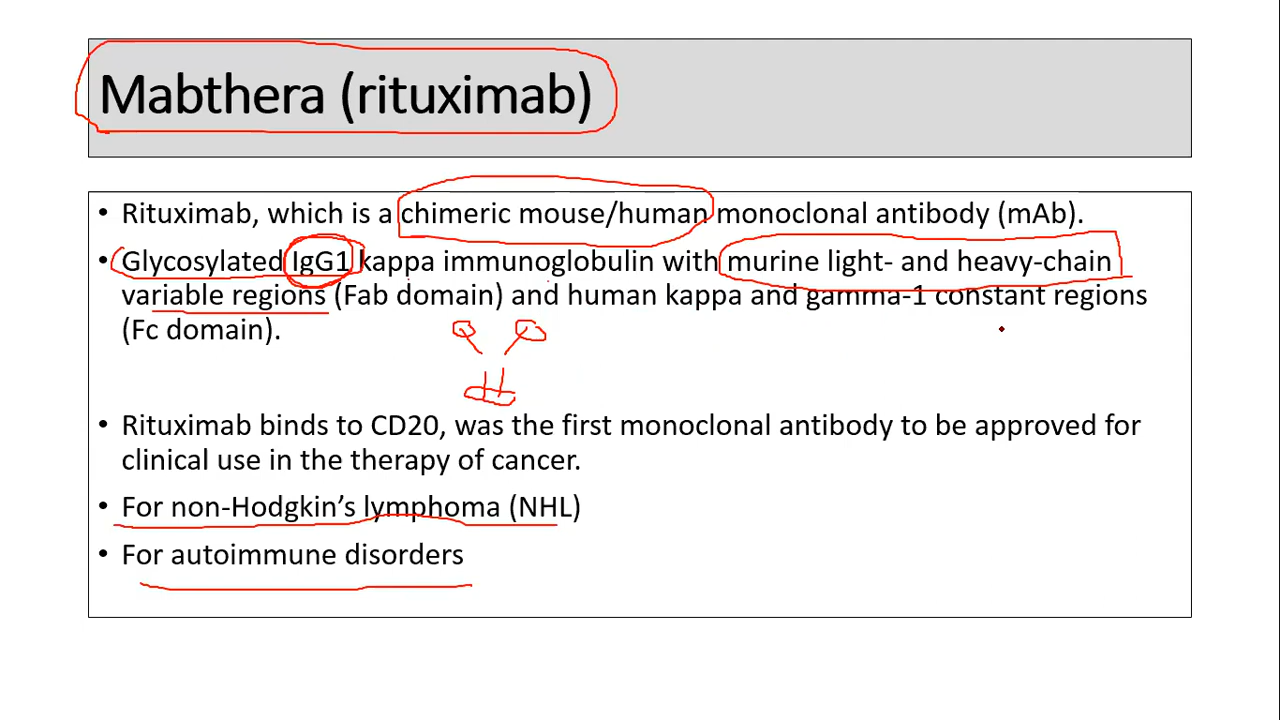 Mabthera (rituximab)
• Rituximab, which is a chimeric mouse/human monoclonal antibody (mAb).
• Glycosylated IgG1 kappa immunoglobulin with murine light- and heavy-chain
variable regions (Fab domain) and human kappa and gamma-1 constant regions
(Fc domain).
• Rituximab binds to CD20, was the first monoclonal antibody to be approved for
clinical use in the therapy of cancer.
• For non-Hodgkin’s lymphoma (NHL)
• For autoimmune disorders